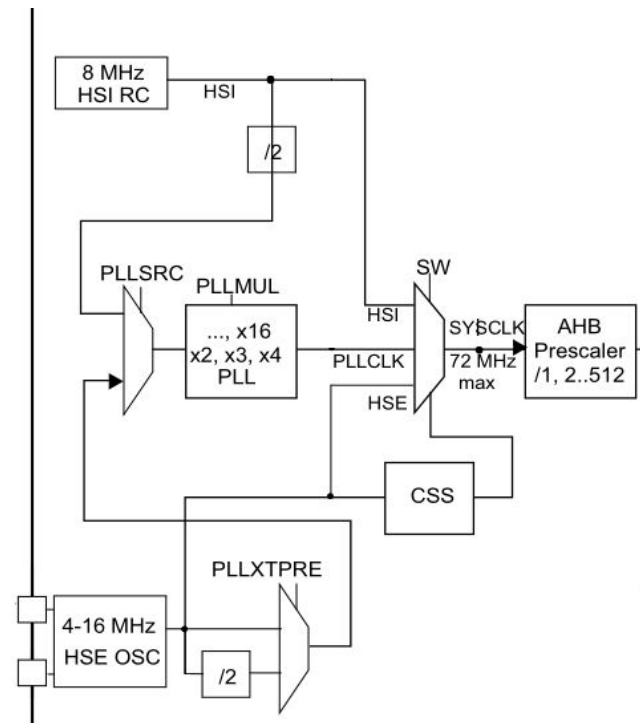 8 MHz
HSI RC
HSI
/2
PLLSRC
PLLMUL
SW
..., x16
x2, x3, x4
PLL
HSI
PLLCLK
HSE
SYSCLK
72 MHz
max
AHB
Prescaler
/1, 2..512
CSS
PLLXTPRE
4-16 MHz
HSE OSC
/2